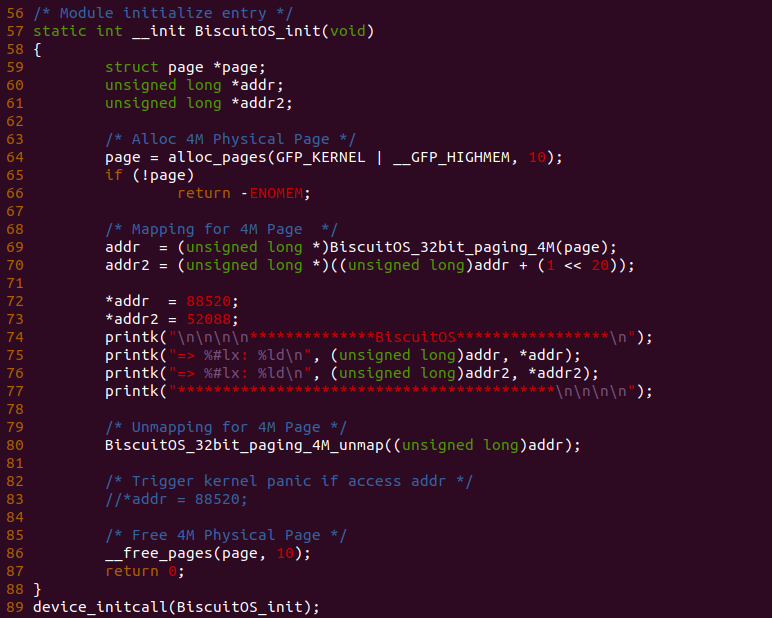 56 /* Module initialize entry */
57 static int __init BiscuitOS_init(void)
58 {
59         struct page *page;
60         unsigned long *addr;
61         unsigned long *addr2;
62
63         /* Alloc 4M Physical Page */
64         page = alloc_pages(GFP_KERNEL | __GFP_HIGHMEM, 10);
65         if (!page)
66                 return -ENOMEM;
67
68         /* Mapping for 4M Page  */
69         addr  = (unsigned long *)BiscuitOS_32bit_paging_4M(page);
70         addr2 = (unsigned long *)((unsigned long)addr + (1 << 20));
71
72         *addr  = 88520;
73         *addr2 = 52088;
74         printk("\n\n\n\n**************BiscuitOS*****************\n");
75         printk("=> %#lx: %ld\n", (unsigned long)addr, *addr);
76         printk("=> %#lx: %ld\n", (unsigned long)addr2, *addr2);
77         printk("******************************************\n\n\n\n");
78
79         /* Unmapping for 4M Page */
80         BiscuitOS_32bit_paging_4M_unmap((unsigned long)addr);
81
82         /* Trigger kernel panic if access addr */
83         //*addr = 88520;
84
85         /* Free 4M Physical Page */
86         __free_pages(page, 10);
87         return 0;
88 }
89 device_initcall(BiscuitOS_init);